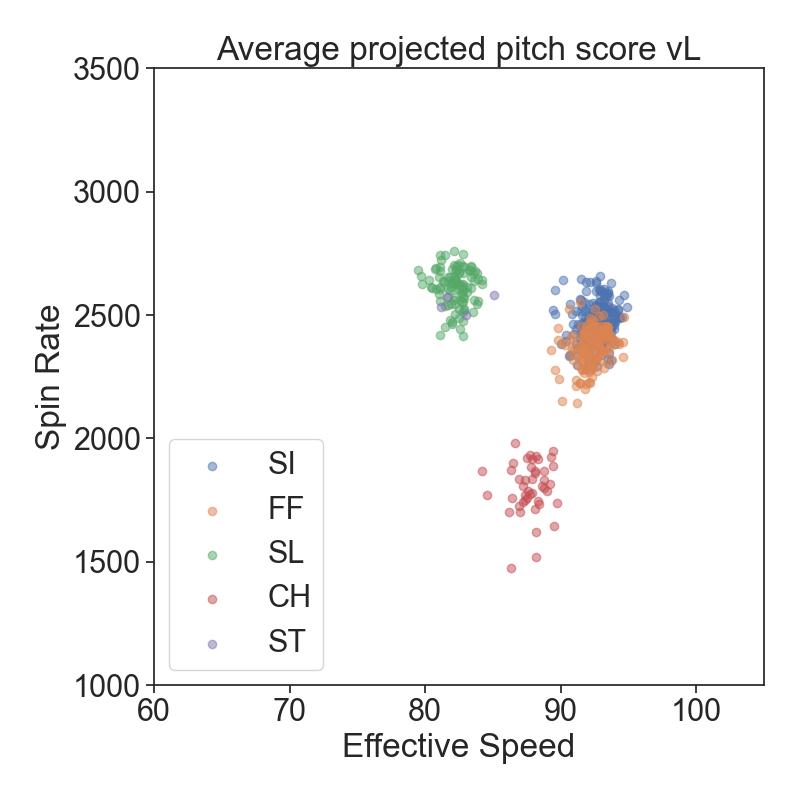 Average projected pitch score vL
3500
3000
2500
2000
1500
1000
Spin Rate
SI
FF
SL
CH
ST
60 70 80 90 100
Effective Speed